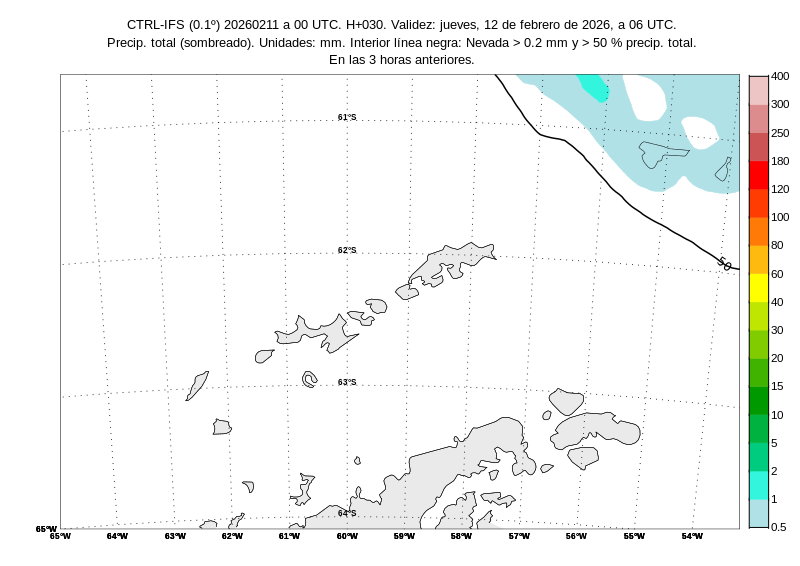 CTRL-IFS (0.1º) 20260211 a 00 UTC. H+030. Validez: jueves, 12 de febrero de 2026, a 06 UTC.
Precip. total (sombreado). Unidades: mm. Interior línea negra: Nevada > 0.2 mm y > 50 % precip. total.
En las 3 horas anteriores.
400
300
250
180
120
100
80
60
40
30
20
15
10
5
2
1
0.5
61°S
62°S
63°S
64°S
50
65°W
65°W 64°W 63°W 62°W 61°W 60°W 59°W 58°W 57°W 56°W 55°W 54°W